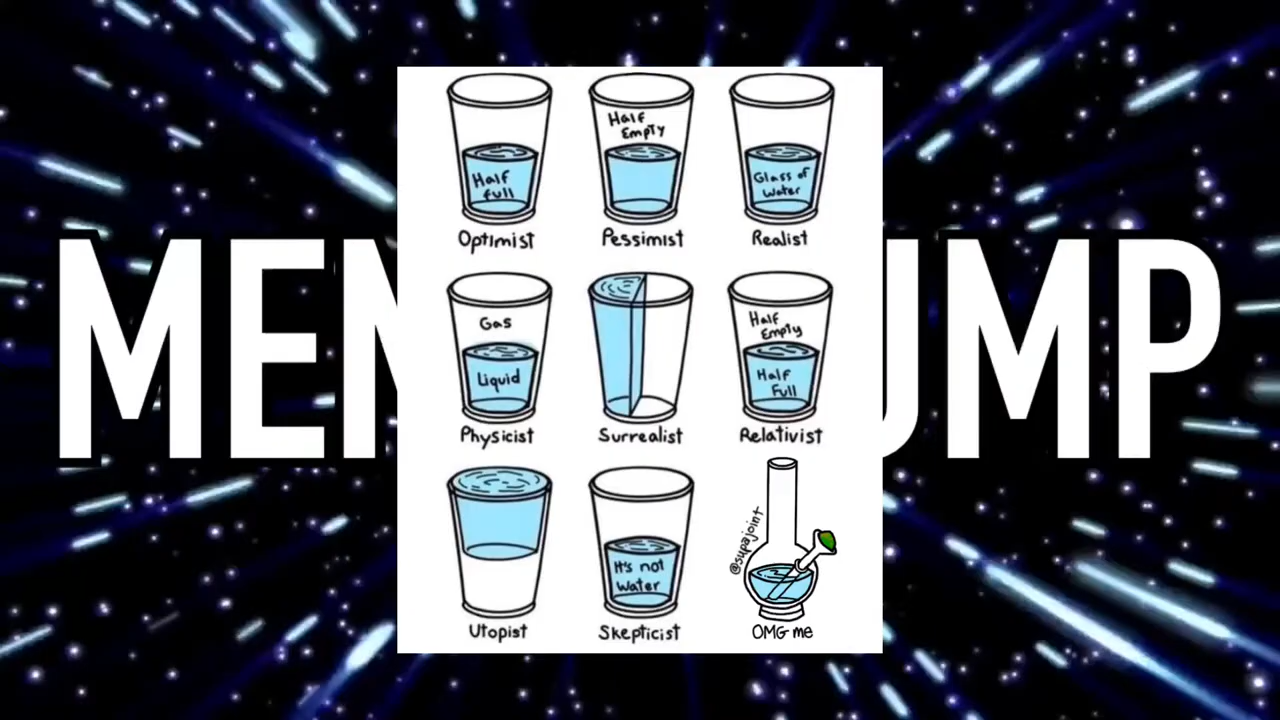 Half
full
Half
Empty
Glass of
Water
Optimist
Pessimist
Realist
Gas
Liquid
Half
Empty
Half
Full
Physicist
Surrealist
Relativist
It's not
Water
@supajoint
Utopist
Skepticist
OMG me